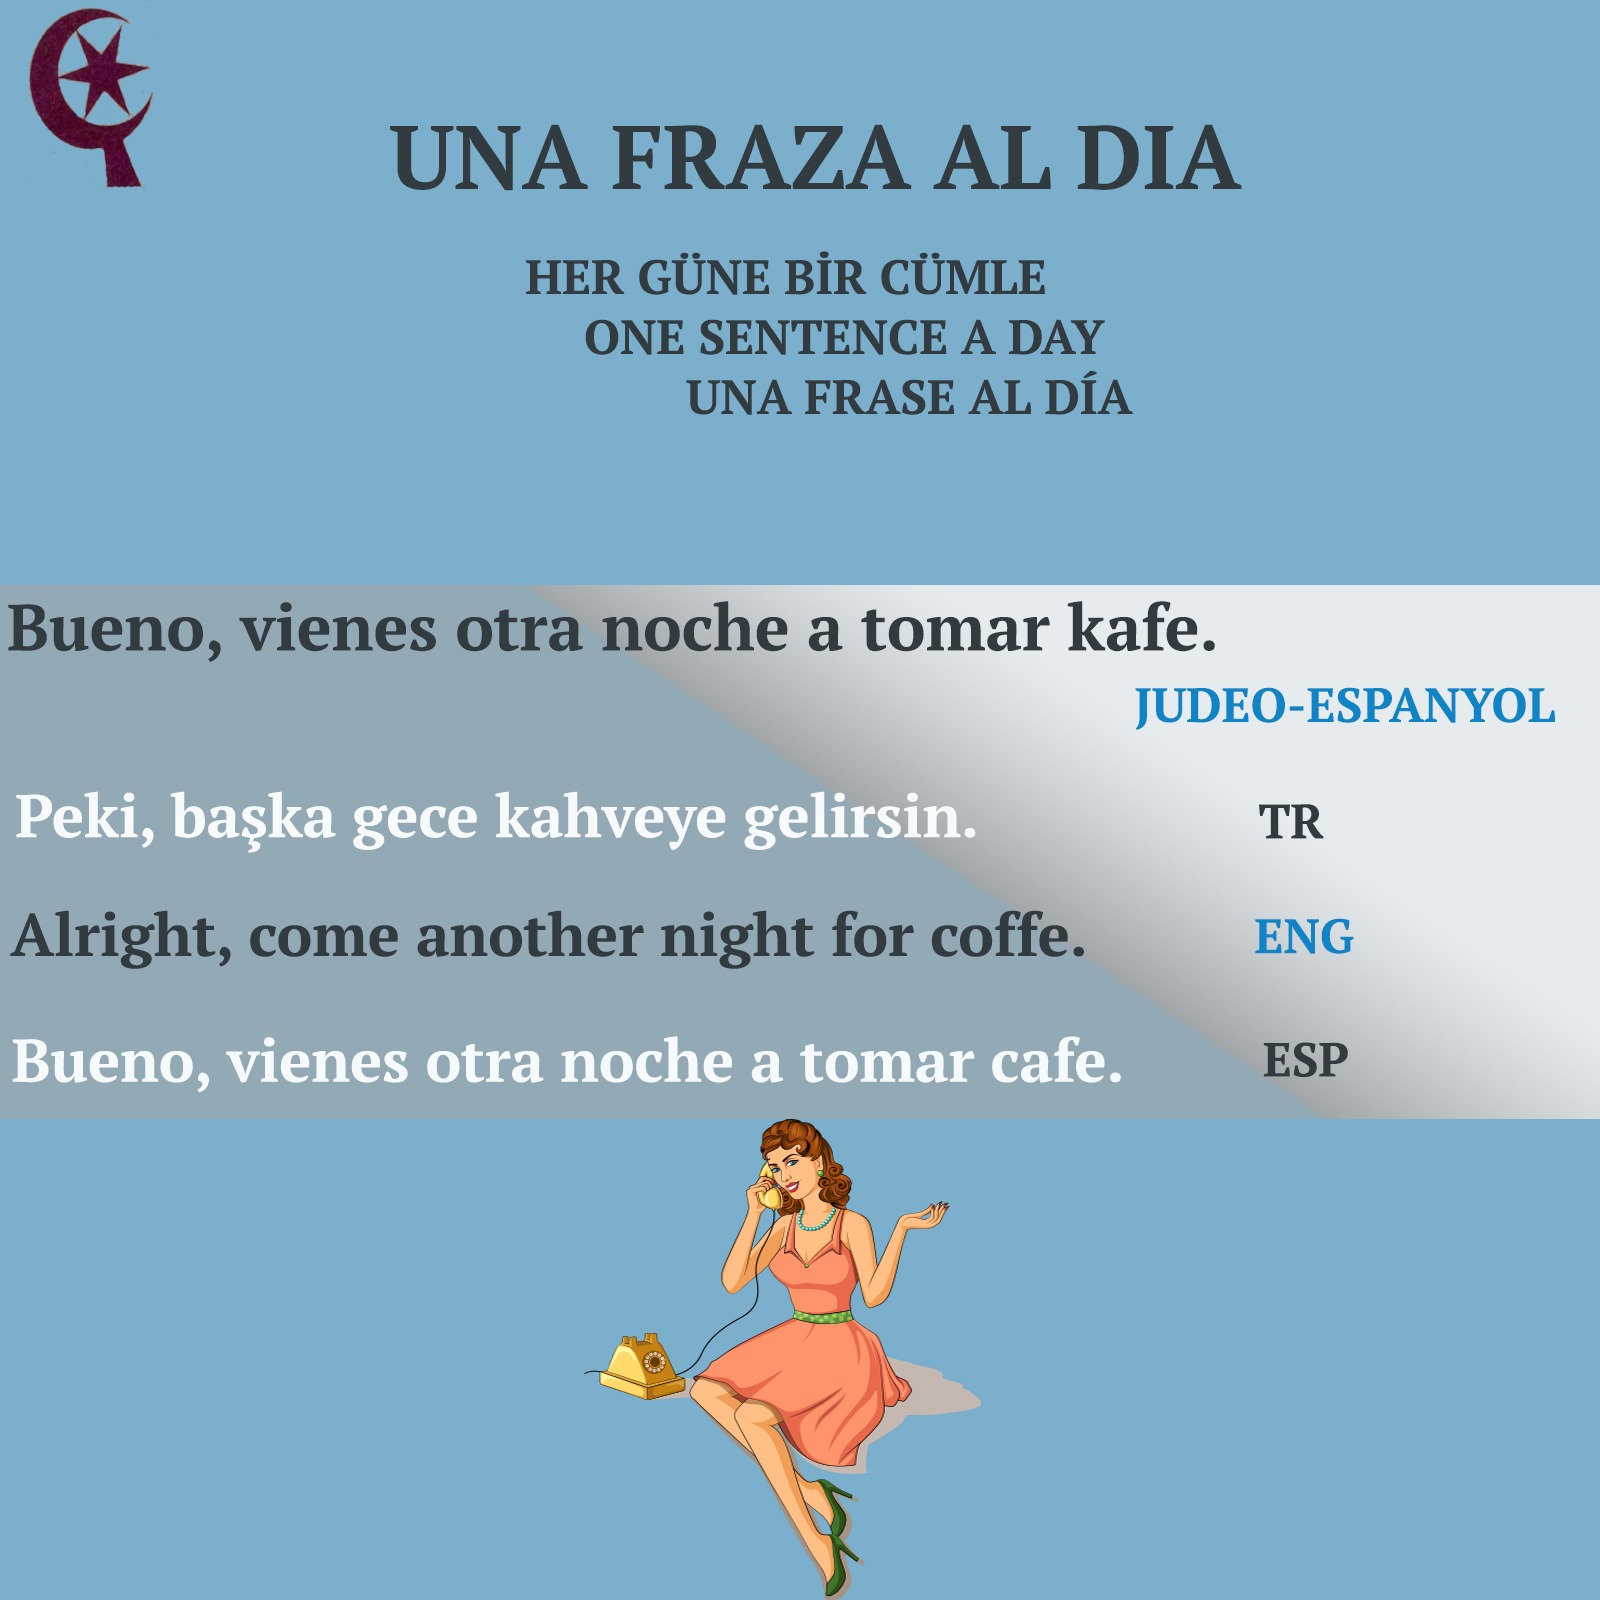 UNA FRAZA AL DIA
HER GÜNE BİR CÜMLE
ONE SENTENCE A DAY
UNA FRASE AL DÍA
Bueno, vienes otra noche a tomar kafe.
JUDEO-ESPANYOL
Peki, başka gece kahveye gelirsin. TR
Alright, come another night for coffe. ENG
Bueno, vienes otra noche a tomar cafe. ESP